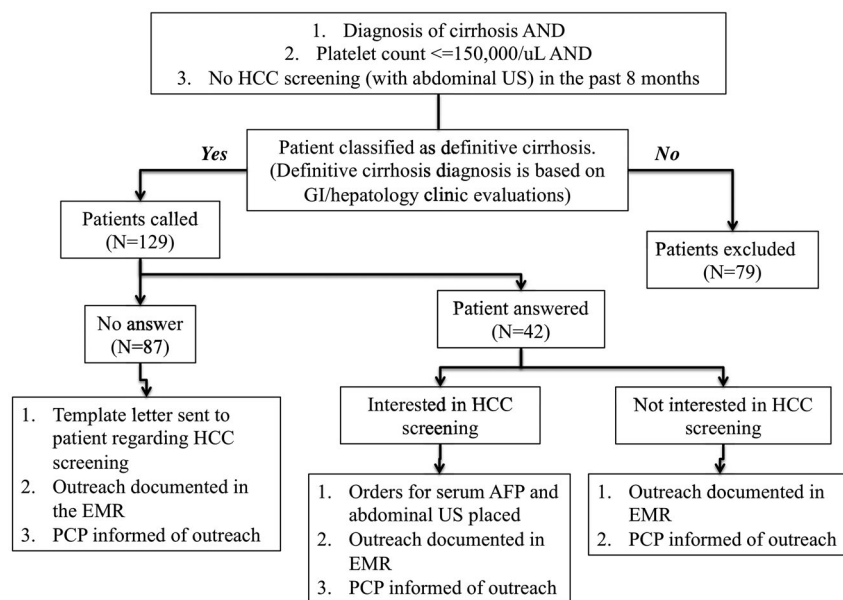 1. Diagnosis of cirrhosis AND
2. Platelet count <=150,000/uL AND
3. No HCC screening (with abdominal US) in the past 8 months
Yes
Patient classified as definitive cirrhosis.
(Definitive cirrhosis diagnosis is based on
GI/hepatology clinic evaluations)
No
Patients called
(N=129)
Patients excluded
(N=79)
No answer
(N=87)
Patient answered
(N=42)
1. Template letter sent to
patient regarding HCC
screening
2. Outreach documented in
the EMR
3. PCP informed of outreach
Interested in HCC
screening
Not interested in HCC
screening
1. Orders for serum AFP and
abdominal US placed
2. Outreach documented in
EMR
3. PCP informed of outreach
1. Outreach documented in
EMR
2. PCP informed of outreach